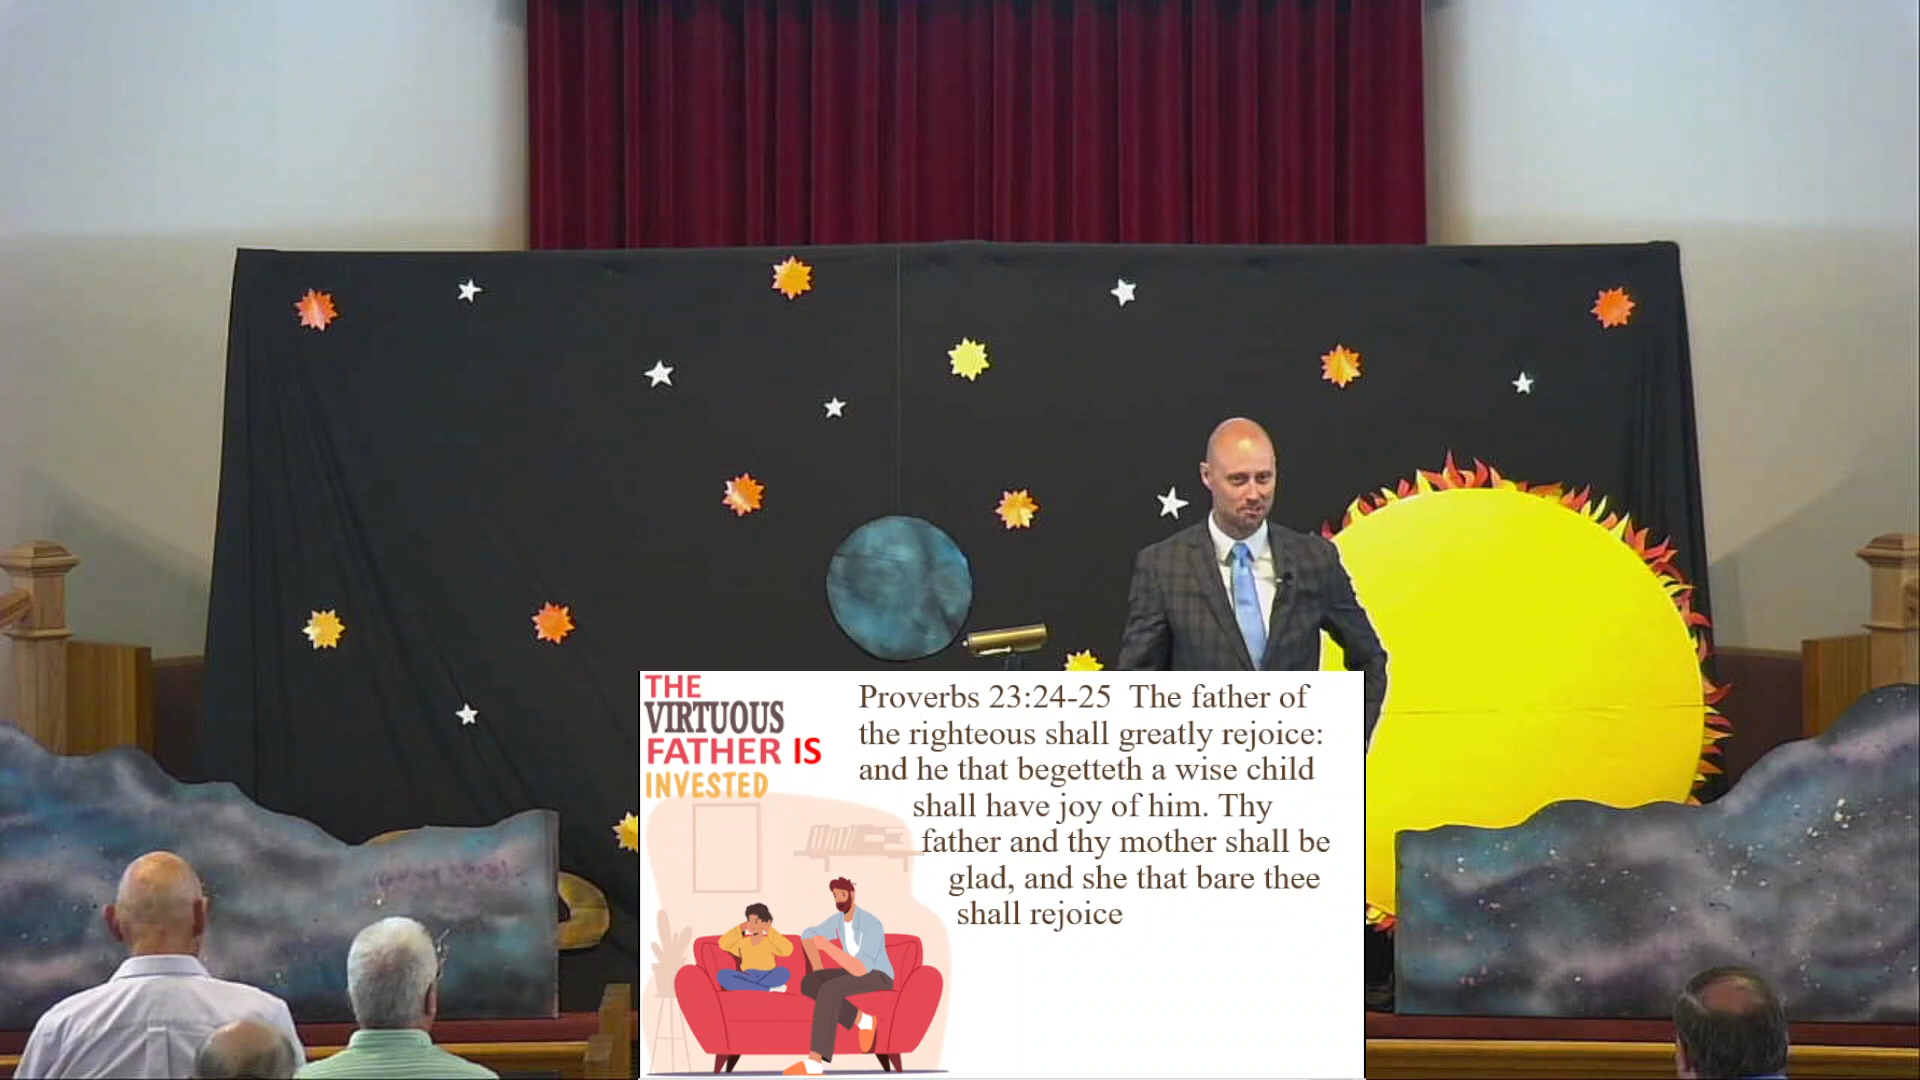 THE
VIRTUOUS
FATHER IS
INVESTED
Proverbs 23:24-25  The father of
the righteous shall greatly rejoice:
and he that begetteth a wise child
shall have joy of him. Thy
father and thy mother shall be
glad, and she that bare thee
shall rejoice